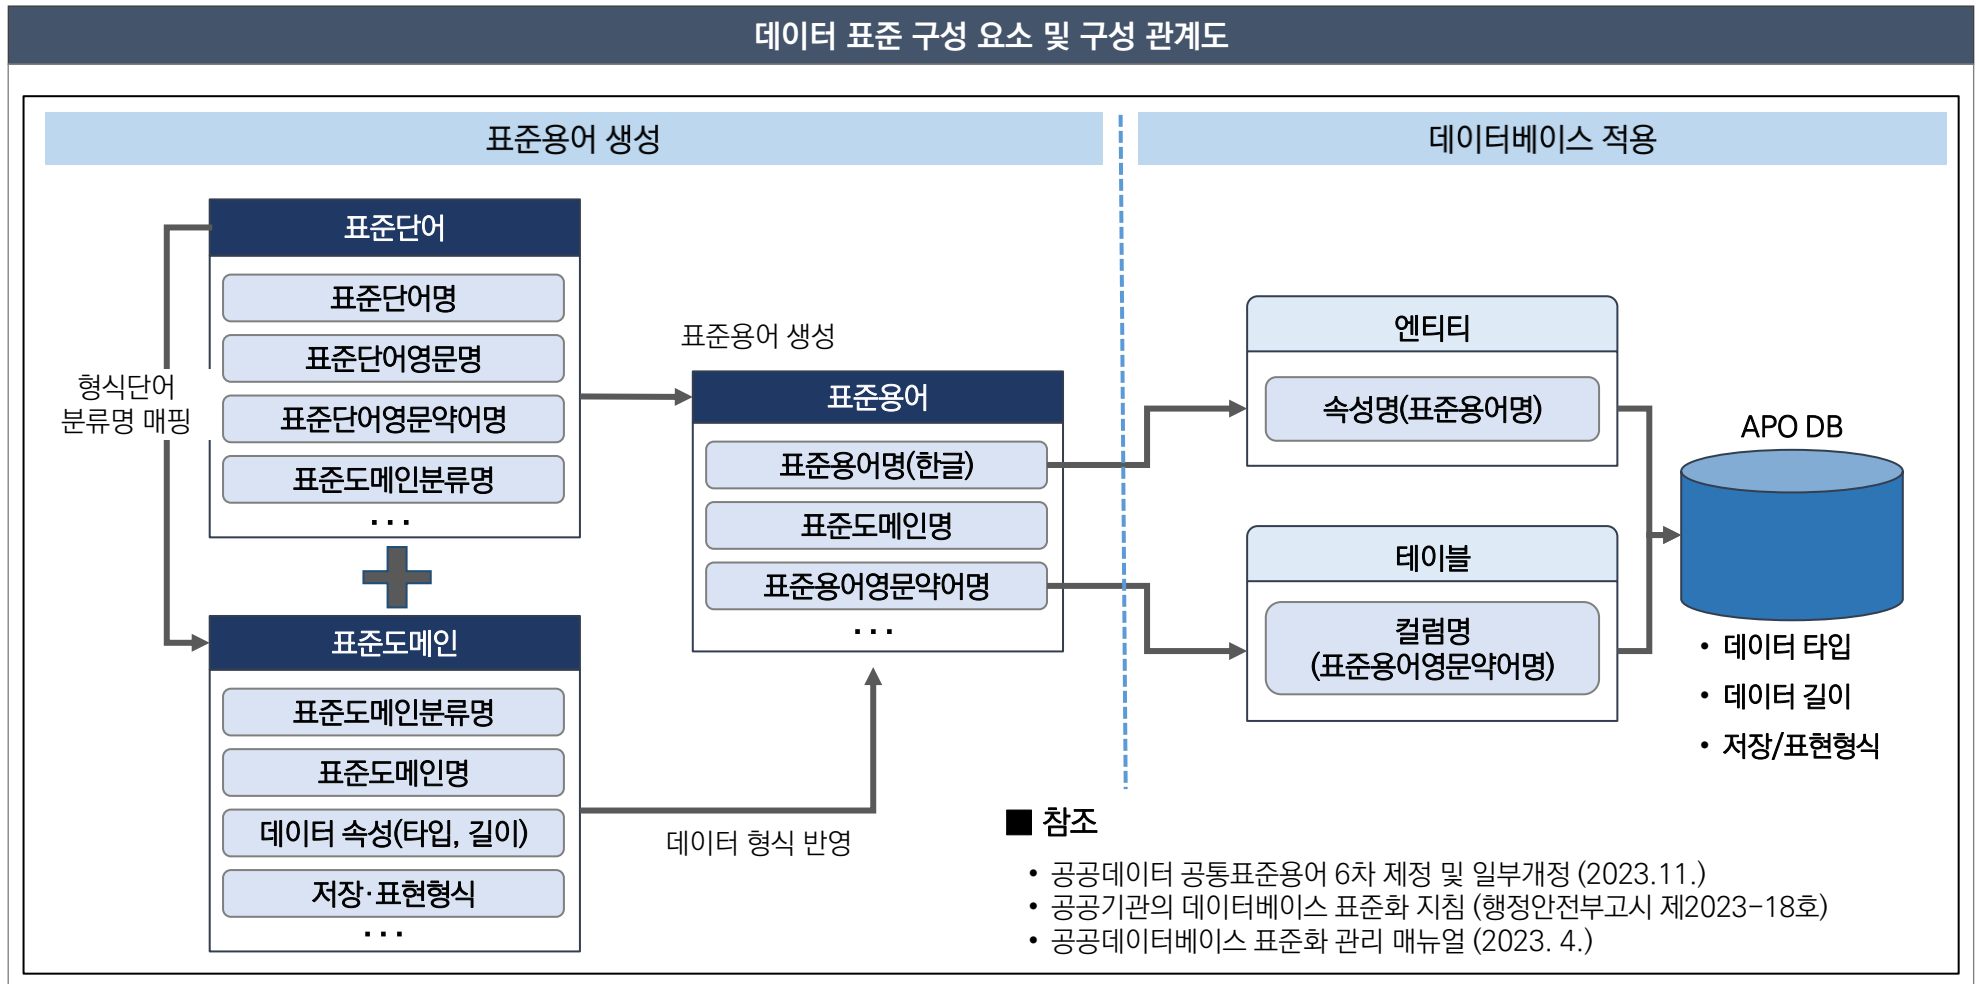 데이터 표준 구성 요소 및 구성 관계도
표준용어 생성
데이터베이스 적용
표준단어
표준단어명
표준단어영문명
표준단어영문약어명
표준도메인분류명
...
형식단어
분류명 매핑
표준도메인
표준도메인분류명
표준도메인명
데이터 속성(타입, 길이)
저장·표현형식
...
표준용어 생성
표준용어
표준용어명(한글)
표준도메인명
표준용어영문약어명
...
데이터 형식 반영
엔티티
속성명(표준용어명)
테이블
컬럼명
(표준용어영문약어명)
APO DB
• 데이터 타입
• 데이터 길이
• 저장/표현형식
■ 참조
• 공공데이터 공통표준용어 6차 제정 및 일부개정 (2023.11.)
• 공공기관의 데이터베이스 표준화 지침 (행정안전부고시 제2023-18호)
• 공공데이터베이스 표준화 관리 매뉴얼 (2023. 4.)